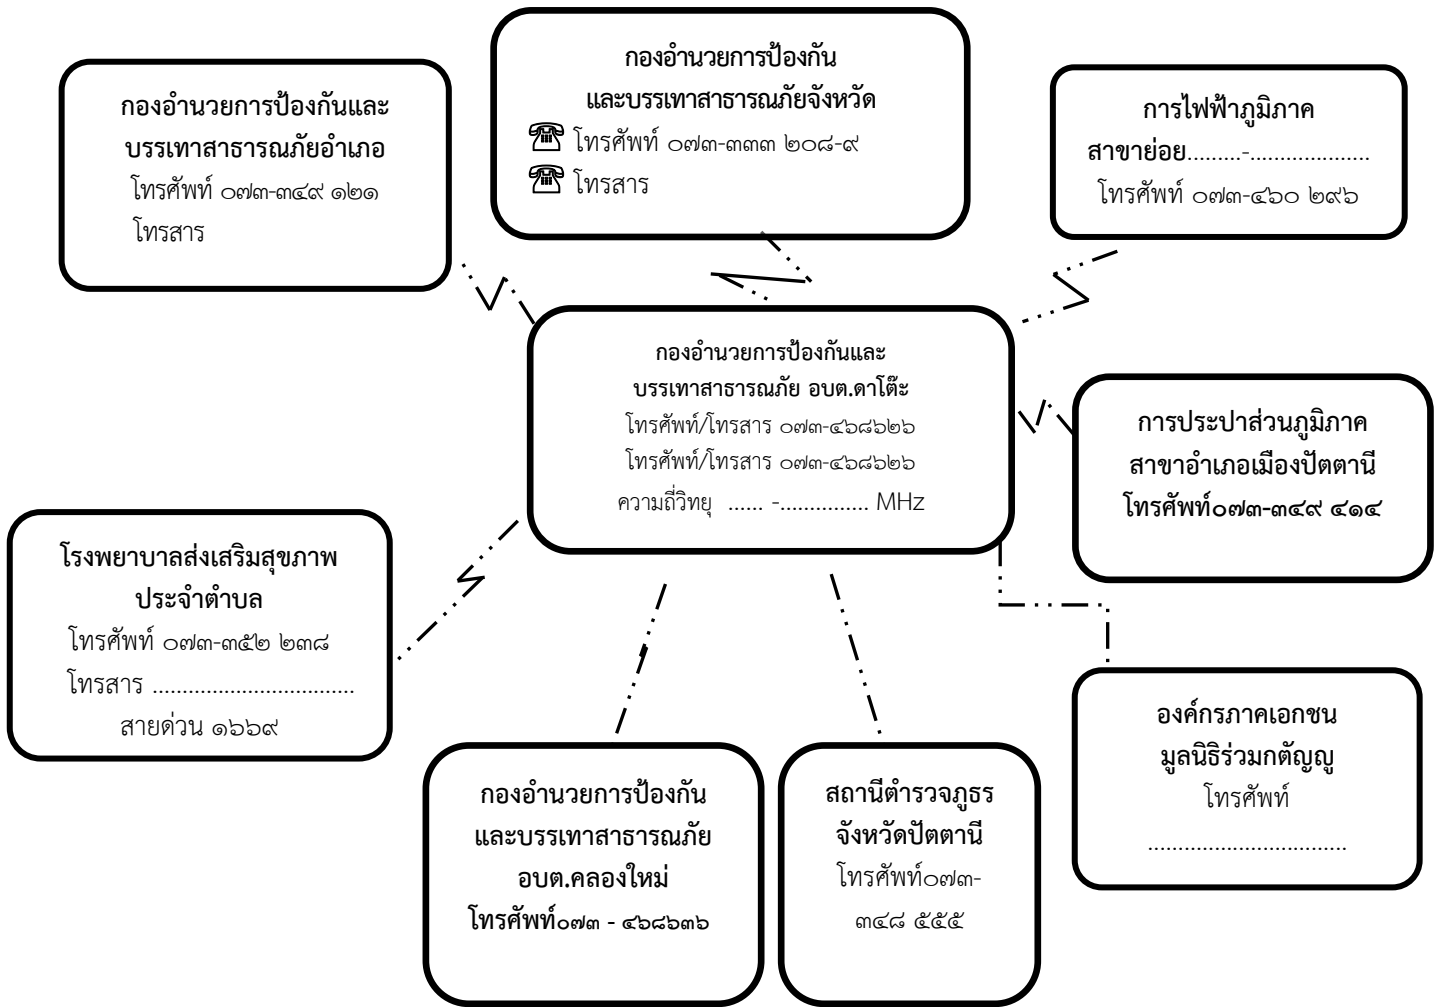 กองอำนวยการป้องกัน
และบรรเทาสาธารณภัยจังหวัด
☎ โทรศัพท์ ๐๗๓-๓๓๓ ๒๐๘-๙
☎ โทรสาร
กองอำนวยการป้องกันและ
บรรเทาสาธารณภัยอำเภอ
โทรศัพท์ ๐๗๓-๓๔๙ ๑๒๑
โทรสาร
การไฟฟ้าภูมิภาค
สาขาย่อย.........-....................
โทรศัพท์ ๐๗๓-๔๖๐ ๒๙๖
กองอำนวยการป้องกันและ
บรรเทาสาธารณภัย อบต.ดาโต๊ะ
โทรศัพท์/โทรสาร ๐๗๓-๔๖๘๖๒๖
โทรศัพท์/โทรสาร ๐๗๓-๔๖๘๖๒๖
ความถี่วิทยุ ...... -............... MHz
การประปาส่วนภูมิภาค
สาขาอำเภอเมืองปัตตานี
โทรศัพท์๐๗๓-๓๔๙ ๔๑๔
โรงพยาบาลส่งเสริมสุขภาพ
ประจำตำบล
โทรศัพท์ ๐๗๓-๓๕๒ ๒๓๘
โทรสาร ..................................
สายด่วน ๑๖๖๙
กองอำนวยการป้องกัน
และบรรเทาสาธารณภัย
อบต.คลองใหม่
โทรศัพท์๐๗๓ - ๔๖๘๖๓๖
สถานีตำรวจภูธร
จังหวัดปัตตานี
โทรศัพท์๐๗๓-
๓๔๘ ๕๕๕
องค์กรภาคเอกชน
มูลนิธิร่วมกตัญญู
โทรศัพท์
.................................